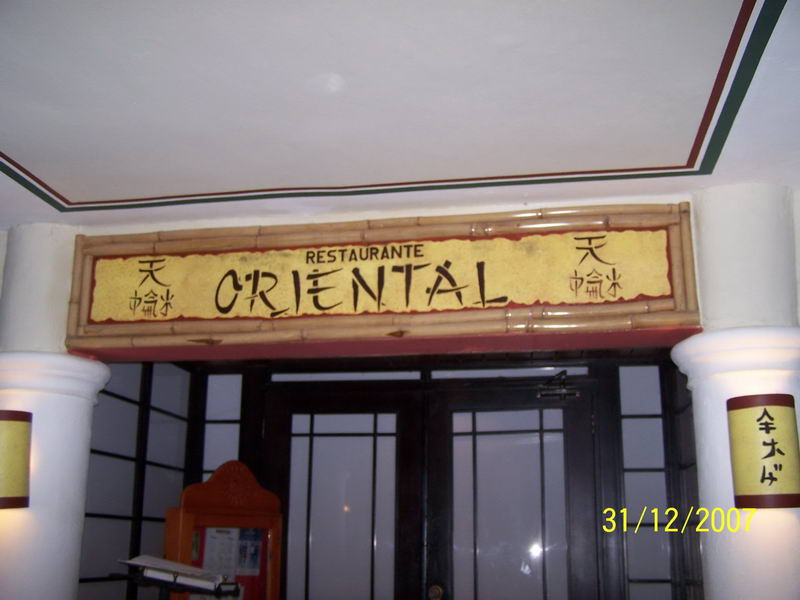 RESTAURANTE
ORIENTAL
天
天
31/12/2007